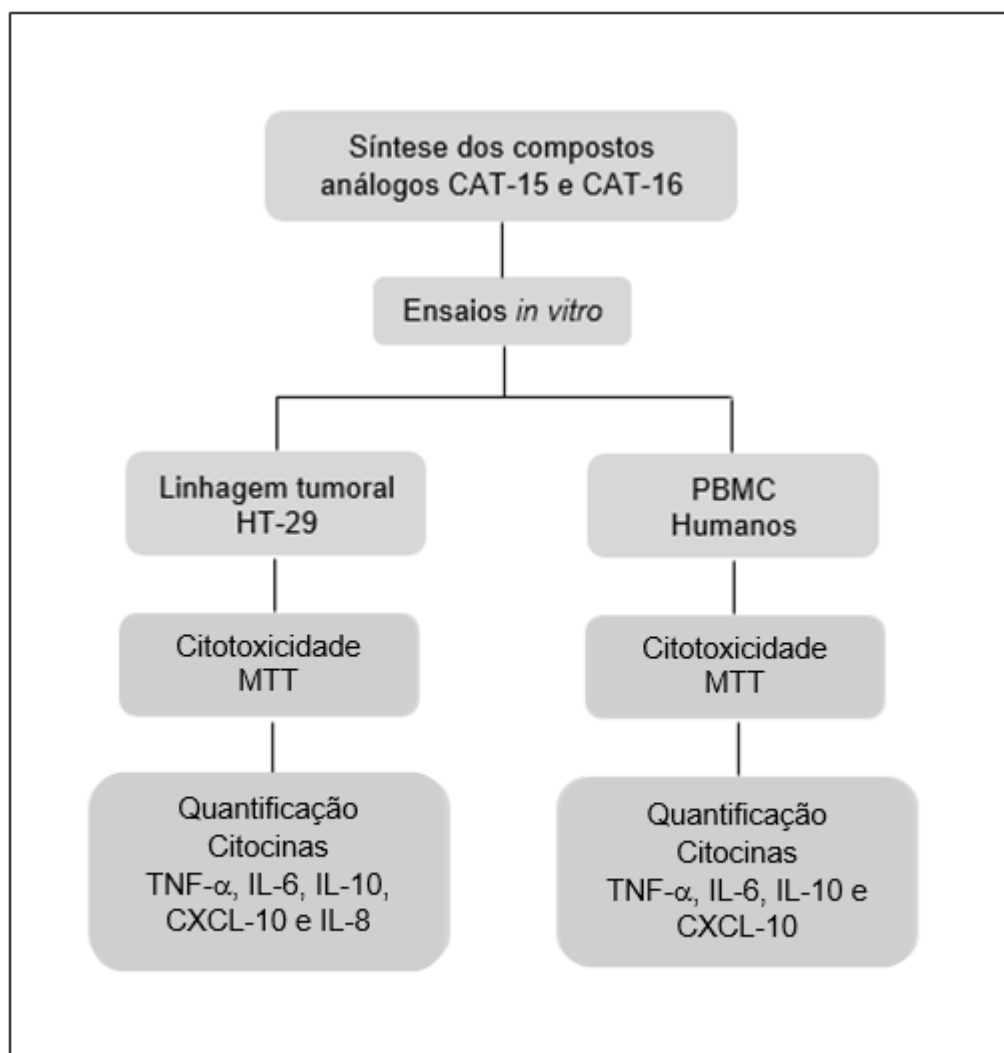 Síntese dos compostos
análogos CAT-15 e CAT-16
Ensaios in vitro
Linhagem tumoral
HT-29
PBMC
Humanos
Citotoxicidade
MTT
Citotoxicidade
MTT
Quantificação
Citocinas
TNF-α, IL-6, IL-10,
CXCL-10 e IL-8
Quantificação
Citocinas
TNF-α, IL-6, IL-10 e
CXCL-10